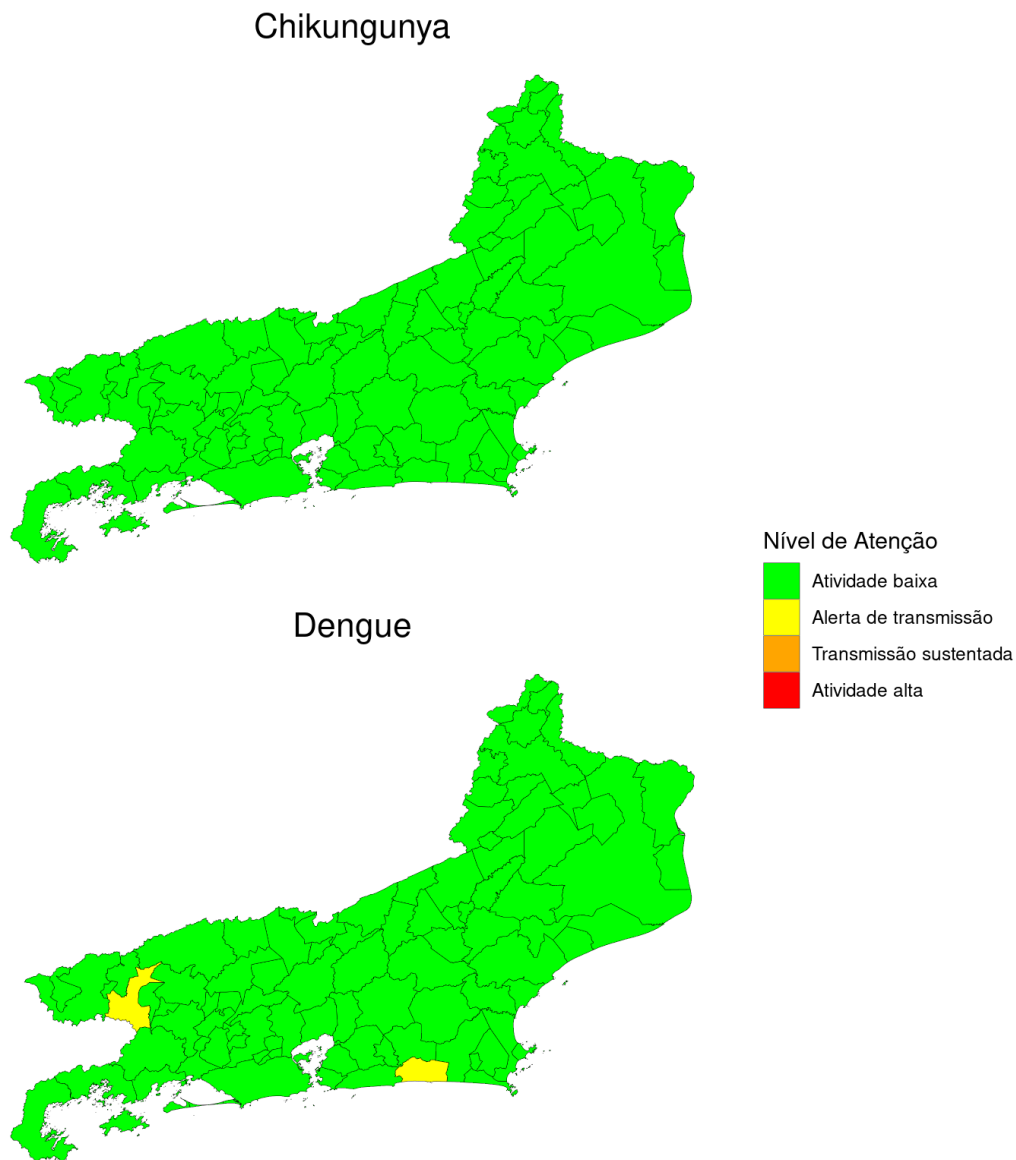 Chikungunya
Nível de Atenção
Atividade baixa
Alerta de transmissão
Transmissão sustentada
Atividade alta
Dengue